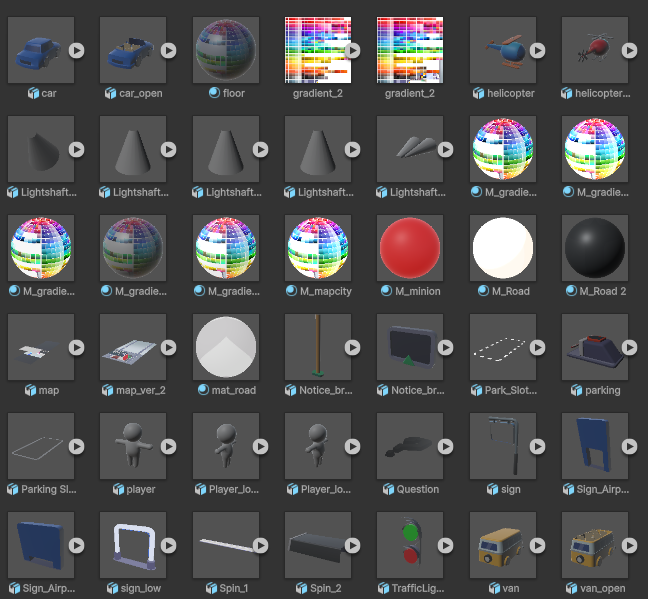 car
car_open
floor
gradient_2
gradient_2
helicopter
helicopter...
Lightshaft...
Lightshaft...
Lightshaft...
Lightshaft...
Lightshaft...
M_gradie...
M_gradie...
M_gradie...
M_gradie...
M_gradie...
M_mapcity
M_minion
M_Road
M_Road 2
map
map_ver_2
mat_road
Notice_br...
Notice_br...
Park_Slot...
parking
Parking Sl...
player
Player_lo...
Player_lo...
Question
sign
Sign_Airp...
Sign_Airp...
sign_low
Spin_1
Spin_2
TrafficLig...
van
van_open